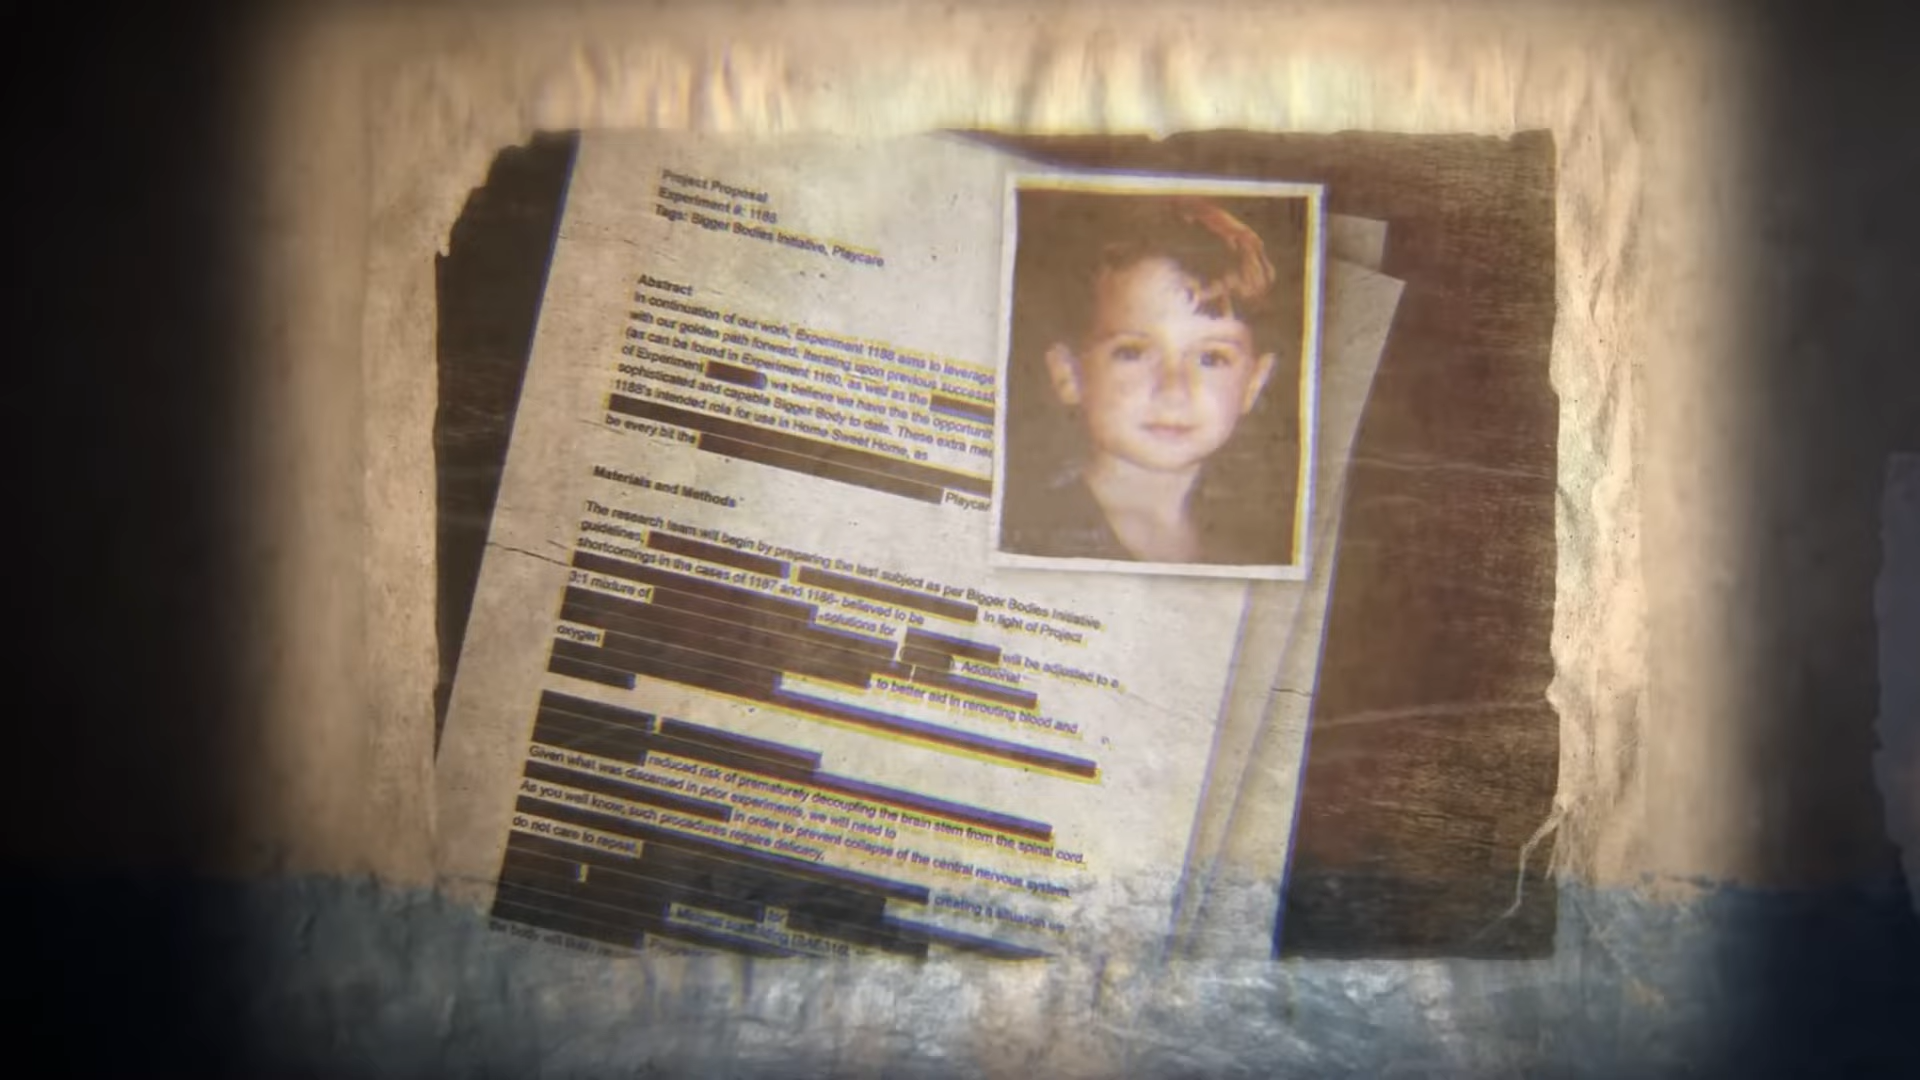 Project Proposal
Experiment #: 1188
Tags: Bigger Bodies Initiative, Playcare
Abstract
In continuation of our work, Experiment 1188 aims to leverage
with our golden path forward. Iterating upon previous success
(as can be found in Experiment 1160, as well as the
of Experiment ) we believe we have the the opportunit
sophisticated and capable Bigger Body to date. These extra
1188's intended role for use in Home Sweet Home, as
be every bit the
Playcar
Materials and Methods
The research team will begin by preparing the last subject as per Bigger Bodies Initiative
guidelines, . In light of Project
shortcomings in the cases of 1187 and 1186- believed to be
, solutions for will be adjusted to a
3:1 mixture of ). Additional
, to better aid in rerouting blood and
oxygen
reduced risk of prematurely decoupling the brain stem from the spinal cord.
Given what was discerned in prior experiments, we will need to
in order to prevent collapse of the central nervous system.
As you well know, such procedures require delicacy,
, creating a situation we
do not care to repeat.
for